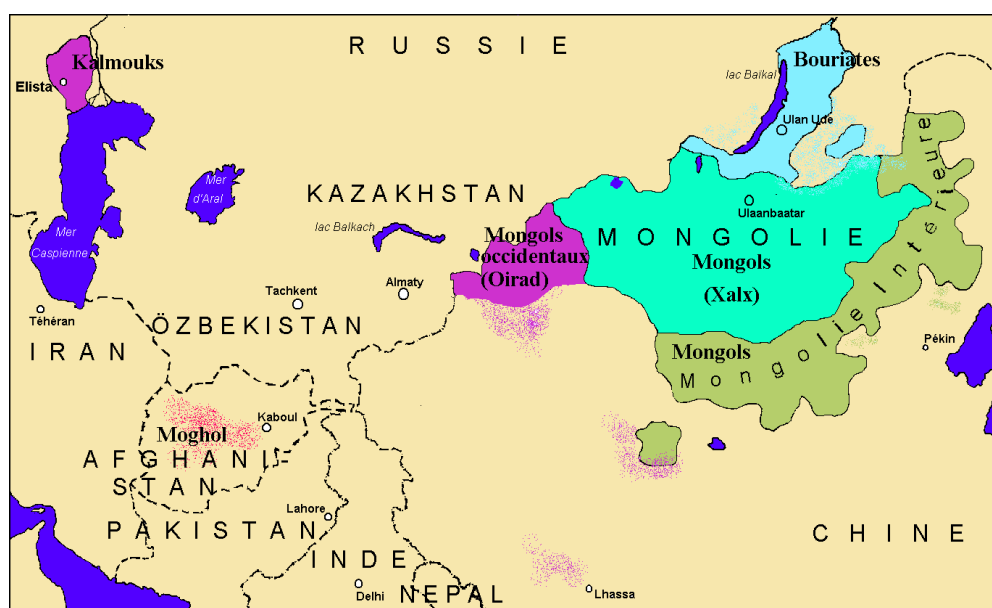 RUSSIE
Kalmouks
Elista
Bouriates
lac Baïkal
Ulan Ude
Mer
d'Aral
KAZAKHSTAN
lac Balkach
Mer
Caspienne
Mongols
occidentaux
(Oirad)
Ulaanbaatar
MONGOLIE
Mongols
(Xalx)
Mongolie Intérieure
Mongols
Tachkent
Almaty
Téhéran
ÖZBEKISTAN
IRAN
Pékin
Kaboul
Moghol
AFGHANI-
STAN
Lahore
PAKISTAN
CHINE
INDE
Delhi
NEPAL
Lhassa